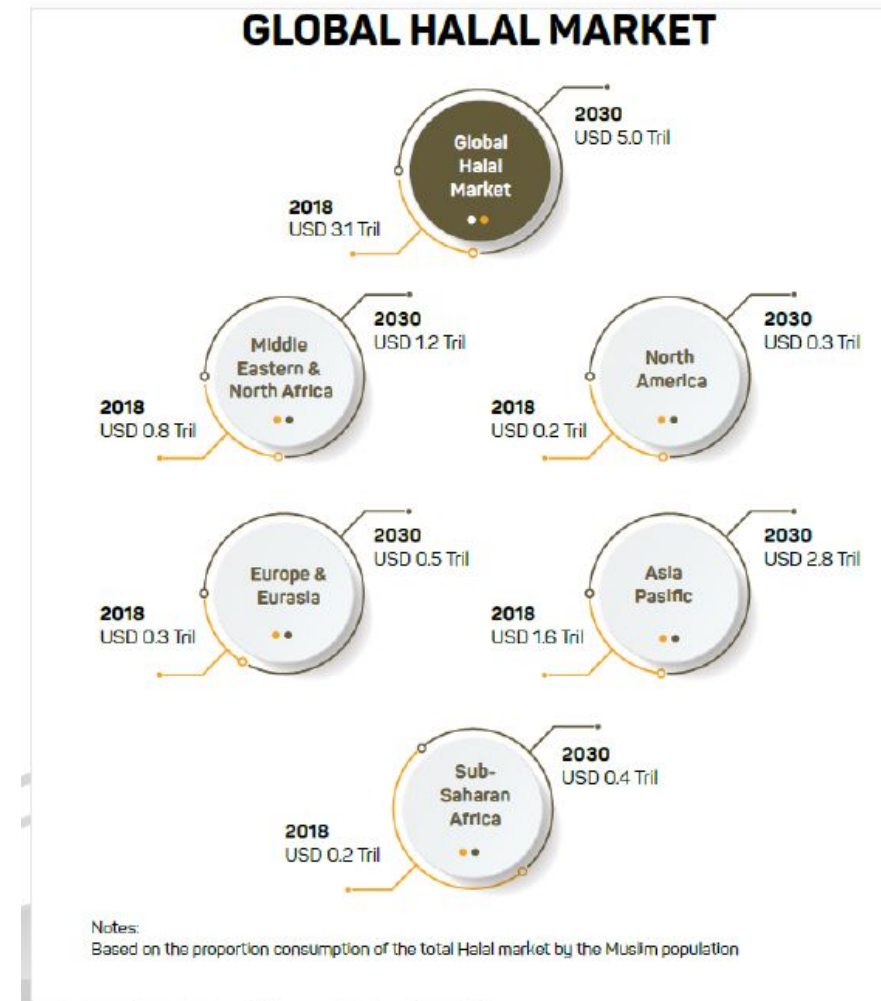 GLOBAL HALAL MARKET
Global
Halal
Market
2030
USD 5.0 Tril
2018
USD 3.1 Tril
Middle
Eastern &
North Africa
2030
USD 1.2 Tril
2018
USD 0.8 Tril
North
America
2030
USD 0.3 Tril
2018
USD 0.2 Tril
Europe &
Eurasia
2030
USD 0.5 Tril
2018
USD 0.3 Tril
Asia
Pasific
2030
USD 2.8 Tril
2018
USD 1.6 Tril
Sub-
Saharan
Africa
2030
USD 0.4 Tril
2018
USD 0.2 Tril
Notes:
Based on the proportion consumption of the total Halal market by the Muslim population